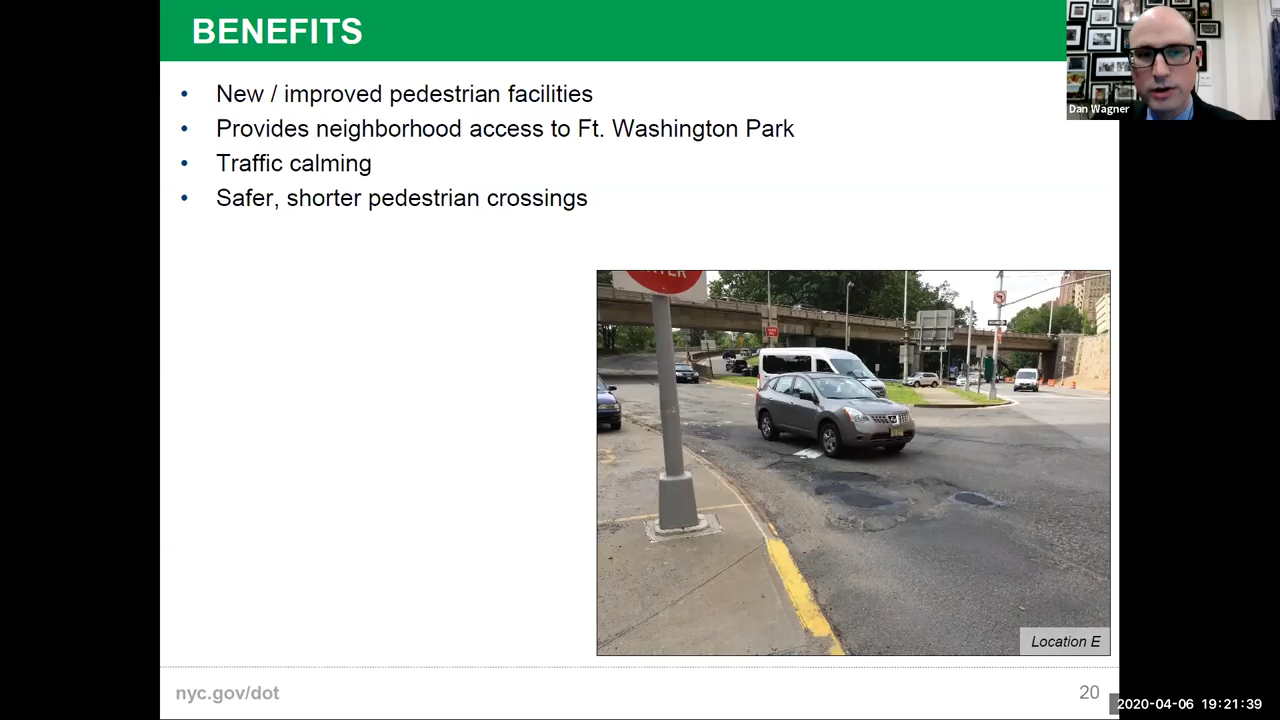 BENEFITS
• New / improved pedestrian facilities
• Provides neighborhood access to Ft. Washington Park
• Traffic calming
• Safer, shorter pedestrian crossings
Dan Wagner
Location E
nyc.gov/dot
20
2020-04-06 19:21:39